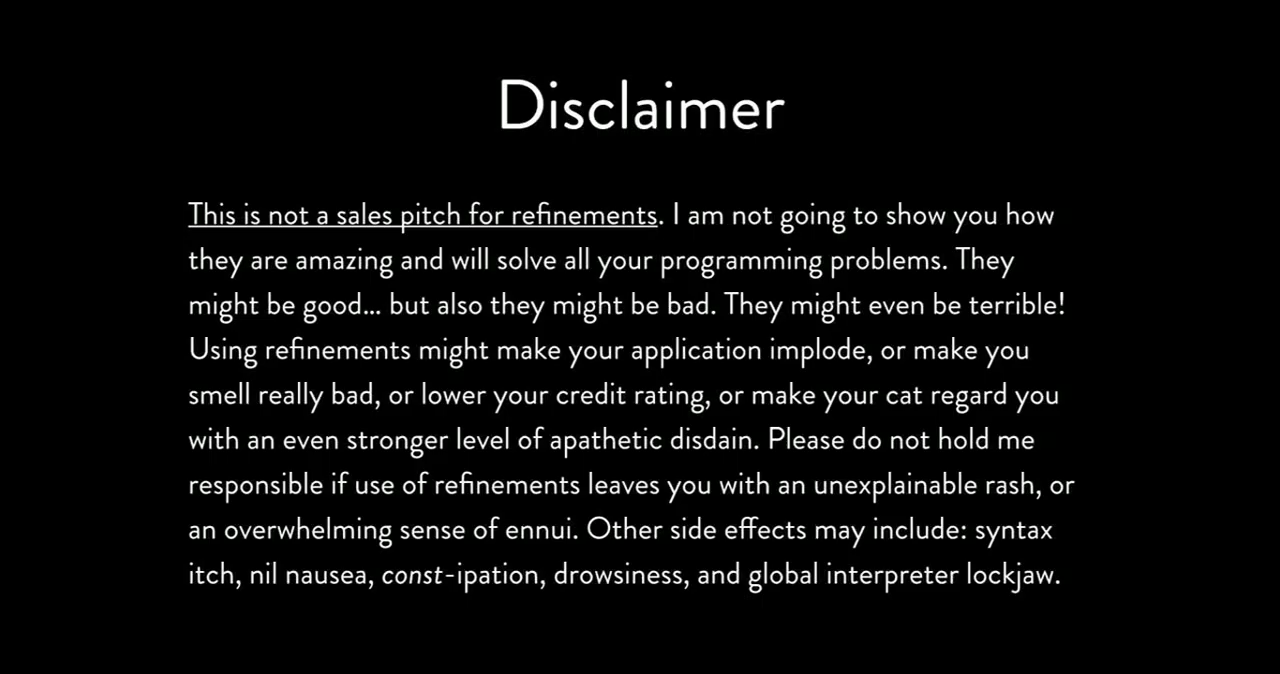 Disclaimer
This is not a sales pitch for refinements. I am not going to show you how
they are amazing and will solve all your programming problems. They
might be good... but also they might be bad. They might even be terrible!
Using refinements might make your application implode, or make you
smell really bad, or lower your credit rating, or make your cat regard you
with an even stronger level of apathetic disdain. Please do not hold me
responsible if use of refinements leaves you with an unexplainable rash, or
an overwhelming sense of ennui. Other side effects may include: syntax
itch, nil nausea, const-ipation, drowsiness, and global interpreter lockjaw.